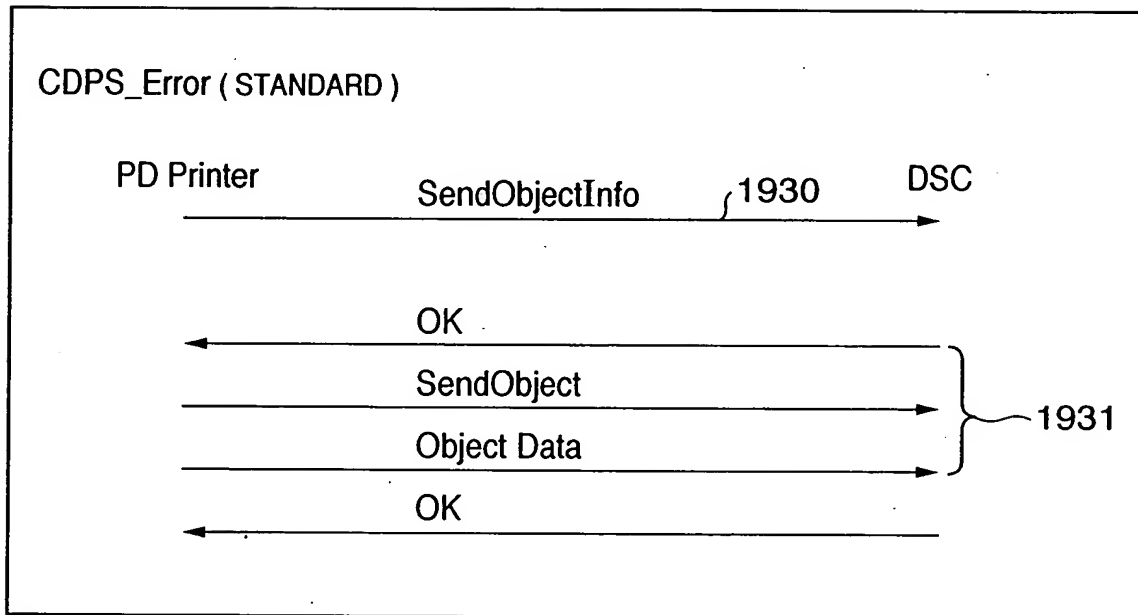 CDPS_Error ( STANDARD )
PD Printer
DSC
SendObjectInfo
1930
OK
SendObject
1931
Object Data
OK